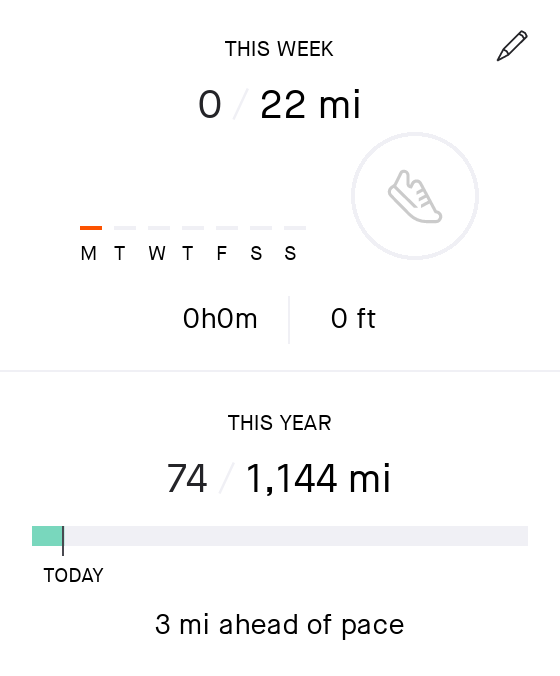 THIS WEEK
0 / 22 mi
M T W T F S S
0h0m 0 ft
THIS YEAR
74 / 1,144 mi
TODAY
3 mi ahead of pace